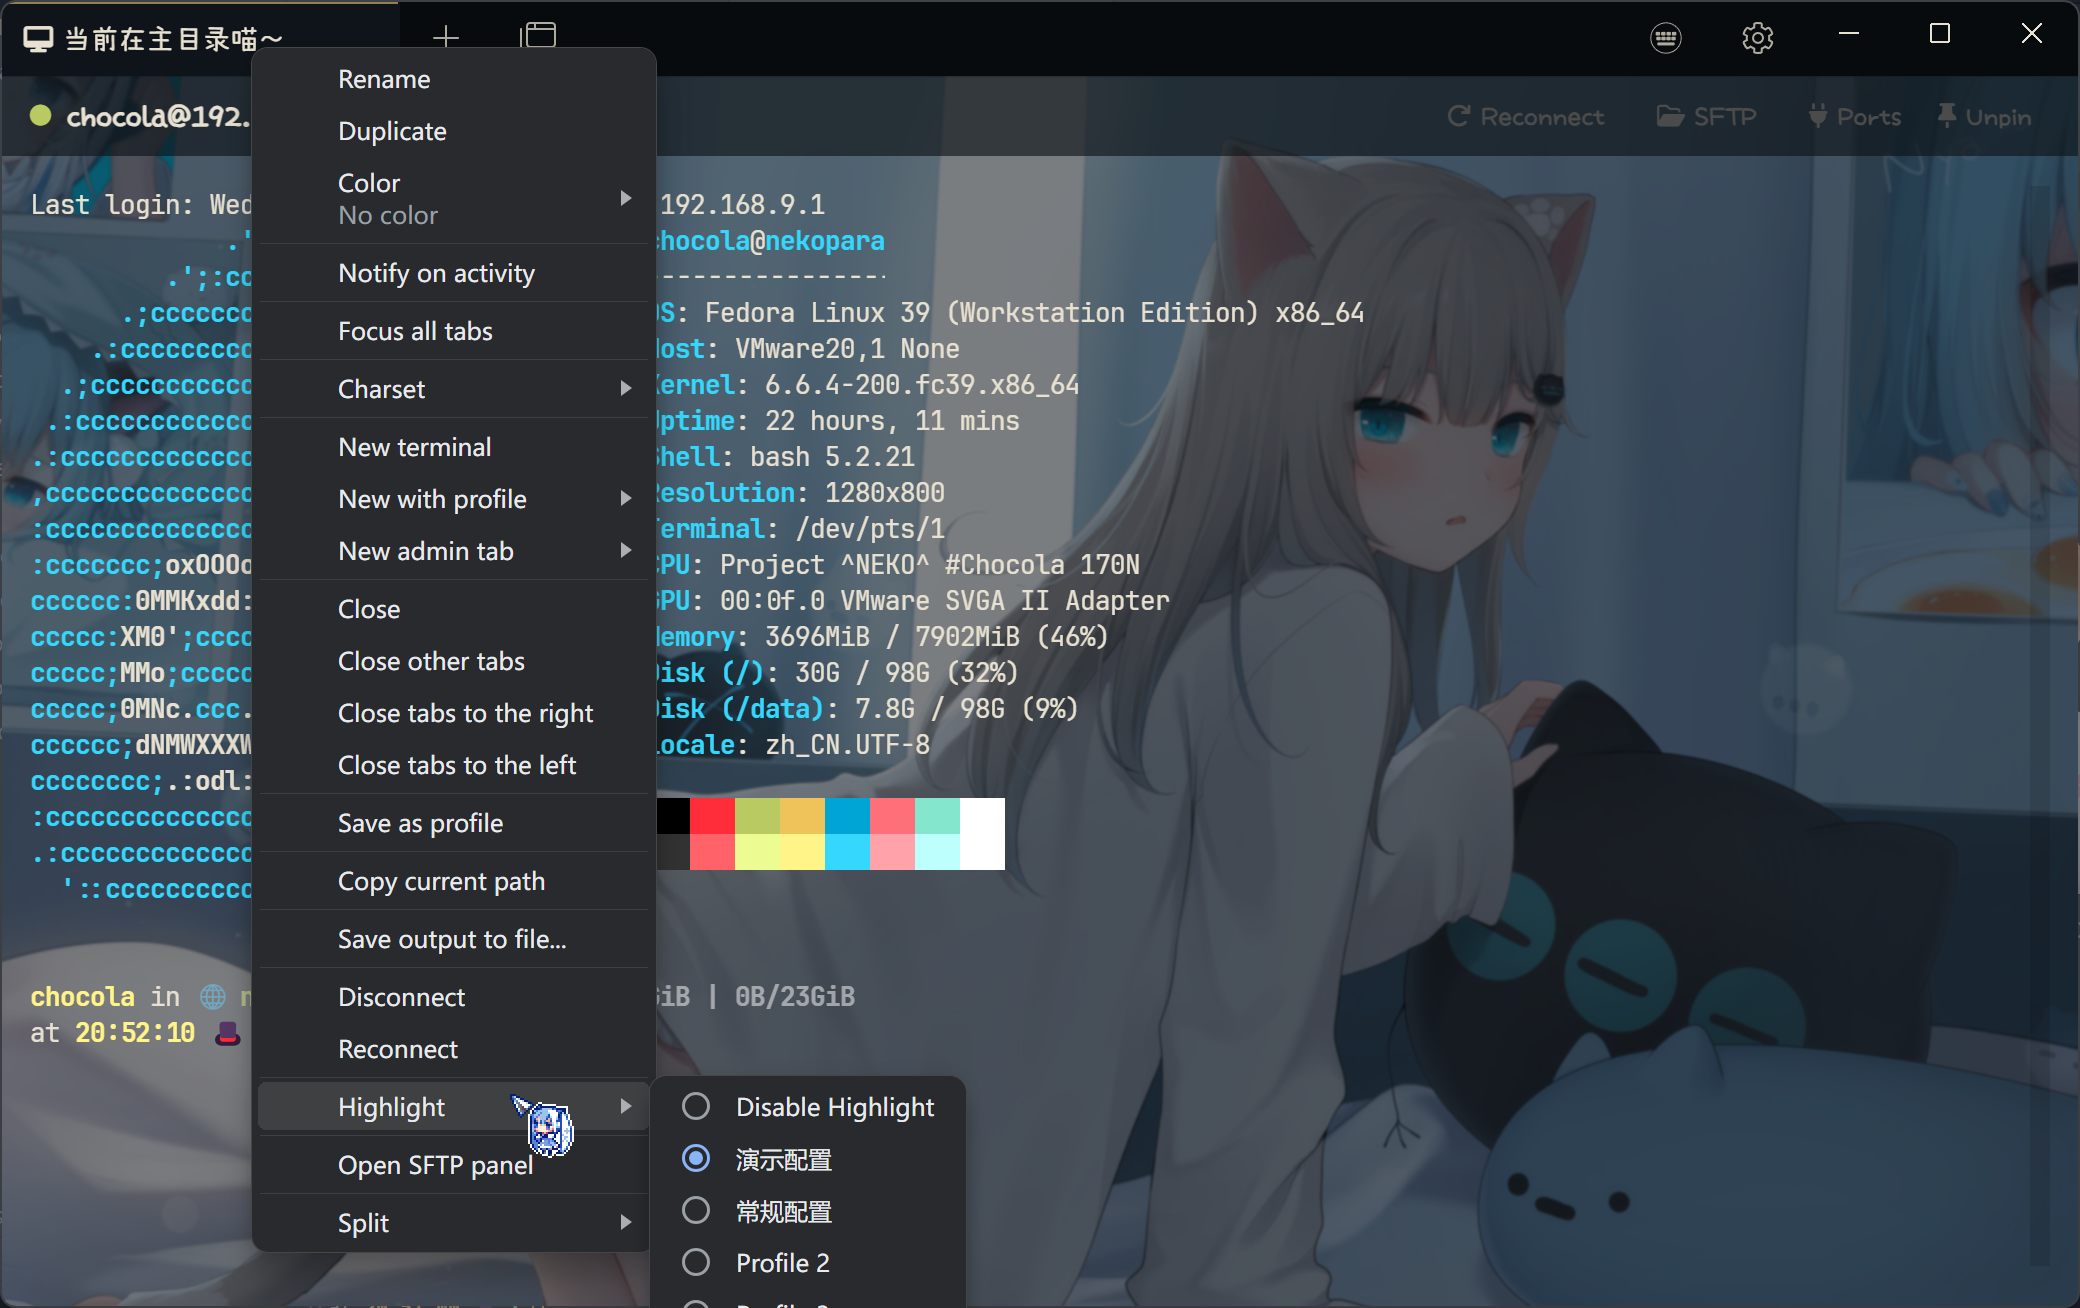 当前在主目录喵～
chocola@192.
Reconnect
SFTP
Ports
Unpin
Rename
Duplicate
Color
No color
Notify on activity
Focus all tabs
Charset
New terminal
New with profile
New admin tab
Close
Close other tabs
Close tabs to the right
Close tabs to the left
Save as profile
Copy current path
Save output to file...
Disconnect
Reconnect
Highlight
Open SFTP panel
Split
Disable Highlight
演示配置
常规配置
Profile 2
Last login: Wed
192.168.9.1
.'
hocola@nekopara
.';:cc
---------------
.;ccccccc
S: Fedora Linux 39 (Workstation Edition) x86_64
.:ccccccccc
ost: VMware20,1 None
.;ccccccccccc
ernel: 6.6.4-200.fc39.x86_64
.:cccccccccccc
ptime: 22 hours, 11 mins
.:ccccccccccccc
hell: bash 5.2.21
,cccccccccccccc
esolution: 1280x800
:cccccccccccccc
erminal: /dev/pts/1
:ccccccc;oxOOOo
PU: Project ^NEKO^ #Chocola 170N
cccccc:0MMKxdd:
PU: 00:0f.0 VMware SVGA II Adapter
ccccc:XM0';cccc
emory: 3696MiB / 7902MiB (46%)
ccccc;MMo;ccccc
isk (/): 30G / 98G (32%)
ccccc;0MNc.ccc.
isk (/data): 7.8G / 98G (9%)
cccccc;dNMWXXXW
ocale: zh_CN.UTF-8
cccccccc;.:odl:
:cccccccccccccc
.:ccccccccccccc
'::cccccccccc
chocola in n
iB | 0B/23GiB
at 20:52:10